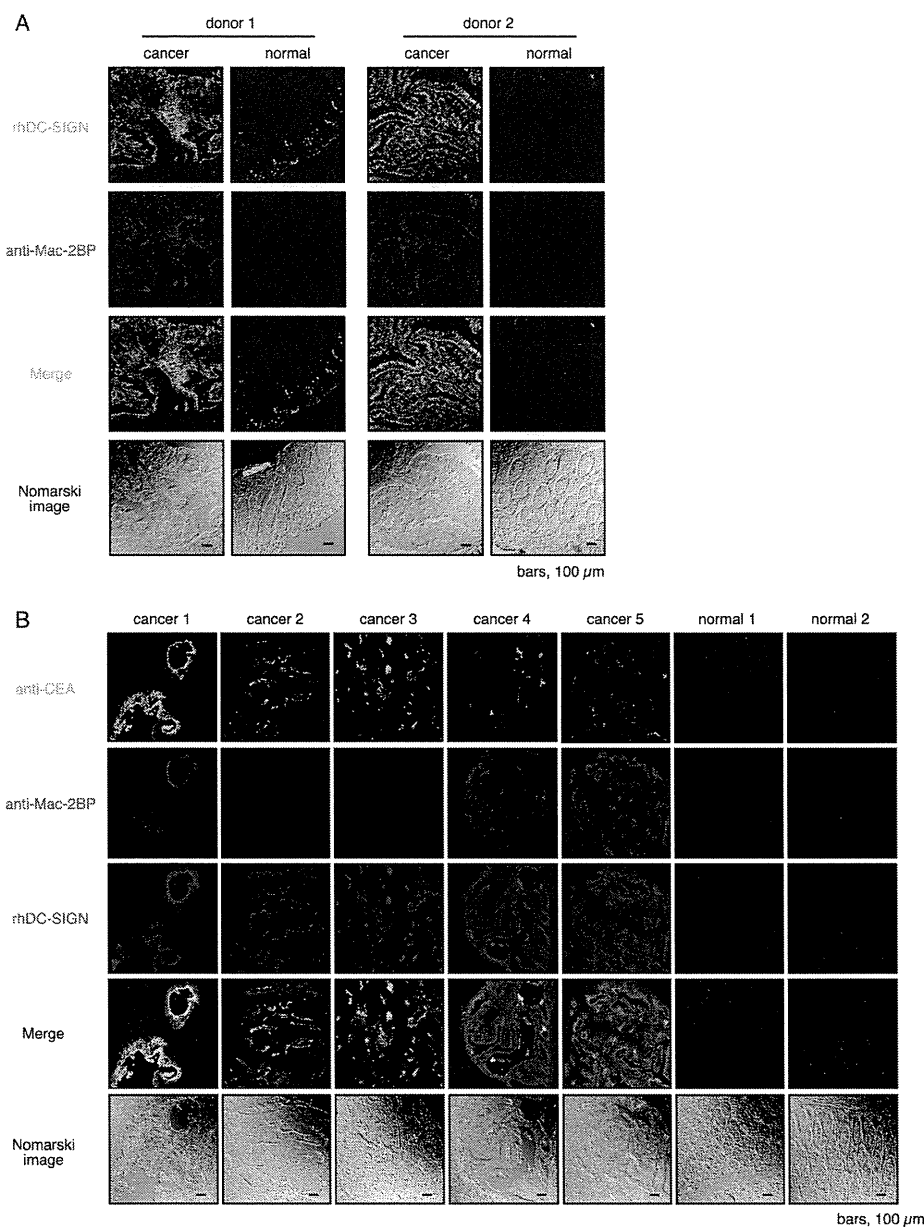 A
donor 1
donor 2
cancer
normal
cancer
normal
rhDC-SIGN
anti-Mac-2BP
Merge
Nomarski
image
bars, 100 µm
B
cancer 1
cancer 2
cancer 3
cancer 4
cancer 5
normal 1
normal 2
anti-CEA
anti-Mac-2BP
rhDC-SIGN
Merge
Nomarski
image
bars, 100 µm